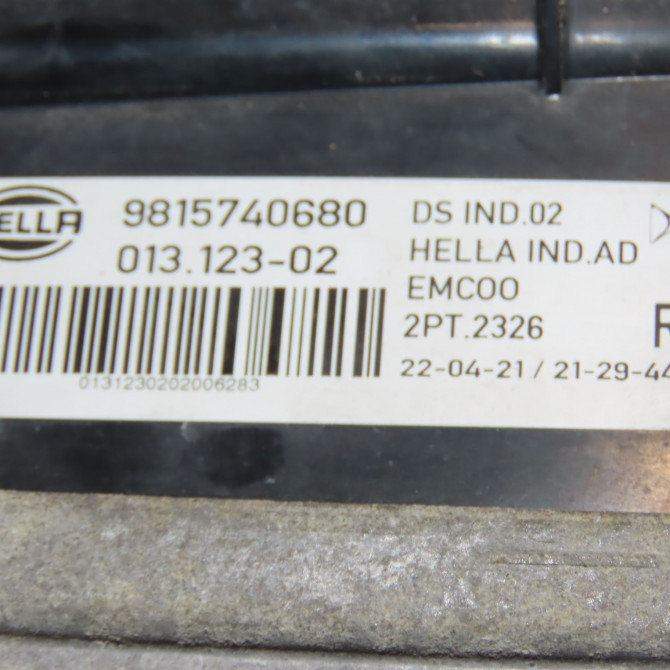 HELLA
9815740680
013.123-02
0131230202006283
DS IND.02
HELLA IND.AD
EMC00
2PT.2326
22-04-21 / 21-29-44
R